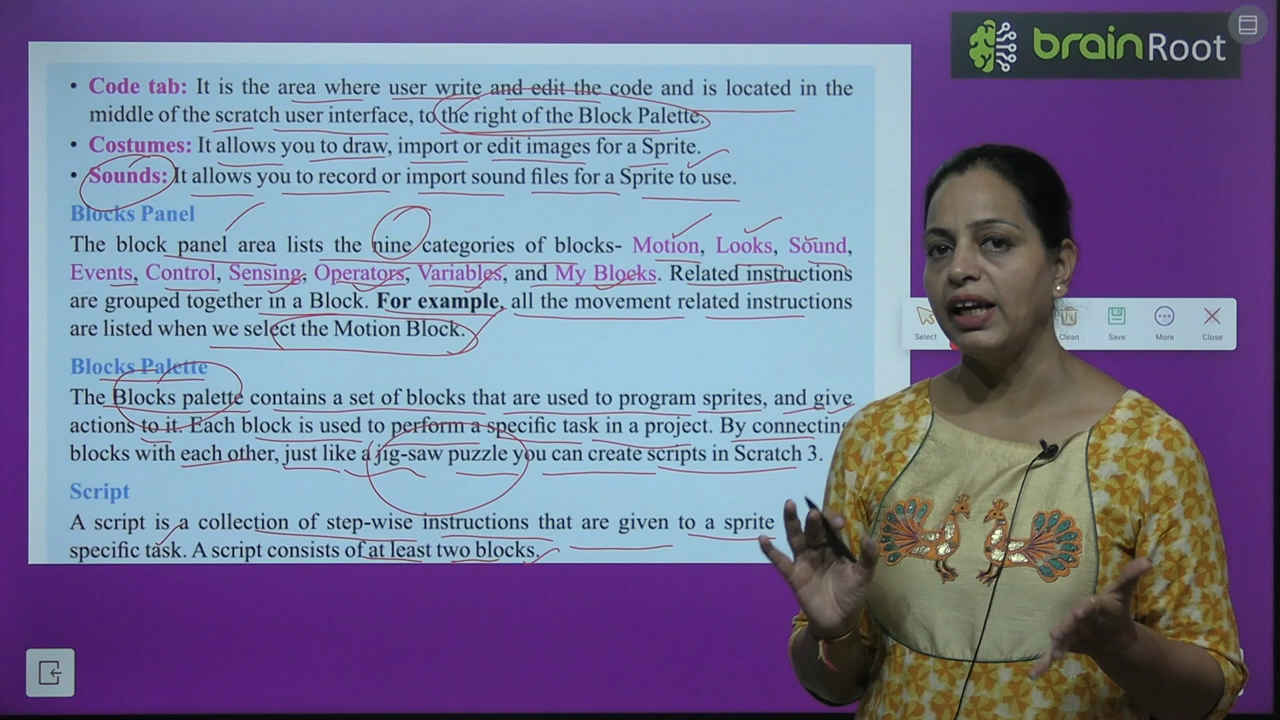 brainRoot
• Code tab: It is the area where user write and edit the code and is located in the
middle of the scratch user interface, to the right of the Block Palette.
• Costumes: It allows you to draw, import or edit images for a Sprite.
• Sounds: It allows you to record or import sound files for a Sprite to use.
Blocks Panel
The block panel area lists the nine categories of blocks- Motion, Looks, Sound,
Events, Control, Sensing, Operators, Variables, and My Blocks. Related instructions
are grouped together in a Block. For example, all the movement related instructions
are listed when we select the Motion Block.
Select Clean Save More Close
Blocks Palette
The Blocks palette contains a set of blocks that are used to program sprites, and give
actions to it. Each block is used to perform a specific task in a project. By connecting
blocks with each other, just like a jig-saw puzzle you can create scripts in Scratch 3.
Script
A script is a collection of step-wise instructions that are given to a sprite
specific task. A script consists of at least two blocks.